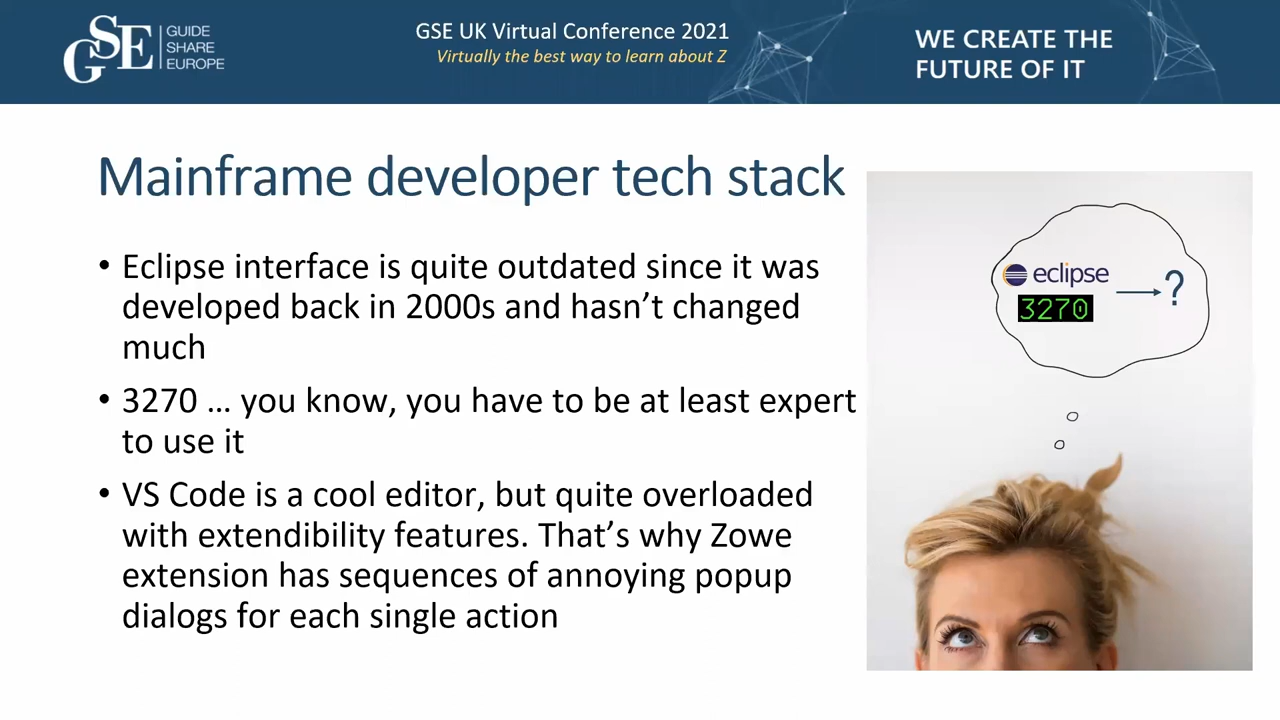 GSE
GUIDE
SHARE
EUROPE
GSE UK Virtual Conference 2021
Virtually the best way to learn about Z
WE CREATE THE
FUTURE OF IT
Mainframe developer tech stack
• Eclipse interface is quite outdated since it was
developed back in 2000s and hasn’t changed
much
• 3270 … you know, you have to be at least expert
to use it
• VS Code is a cool editor, but quite overloaded
with extendibility features. That’s why Zowe
extension has sequences of annoying popup
dialogs for each single action
eclipse
3270
?